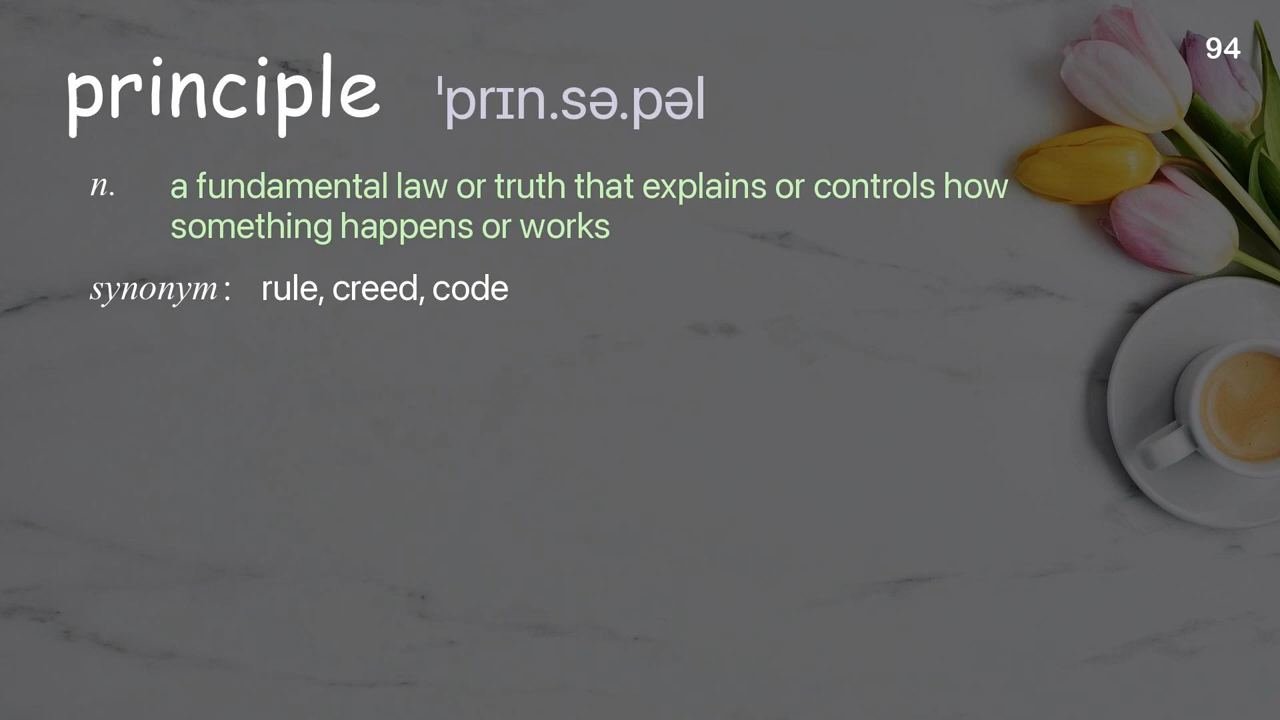 94
principle ˈprɪn.sə.pəl
n. a fundamental law or truth that explains or controls how
something happens or works
synonym: rule, creed, code